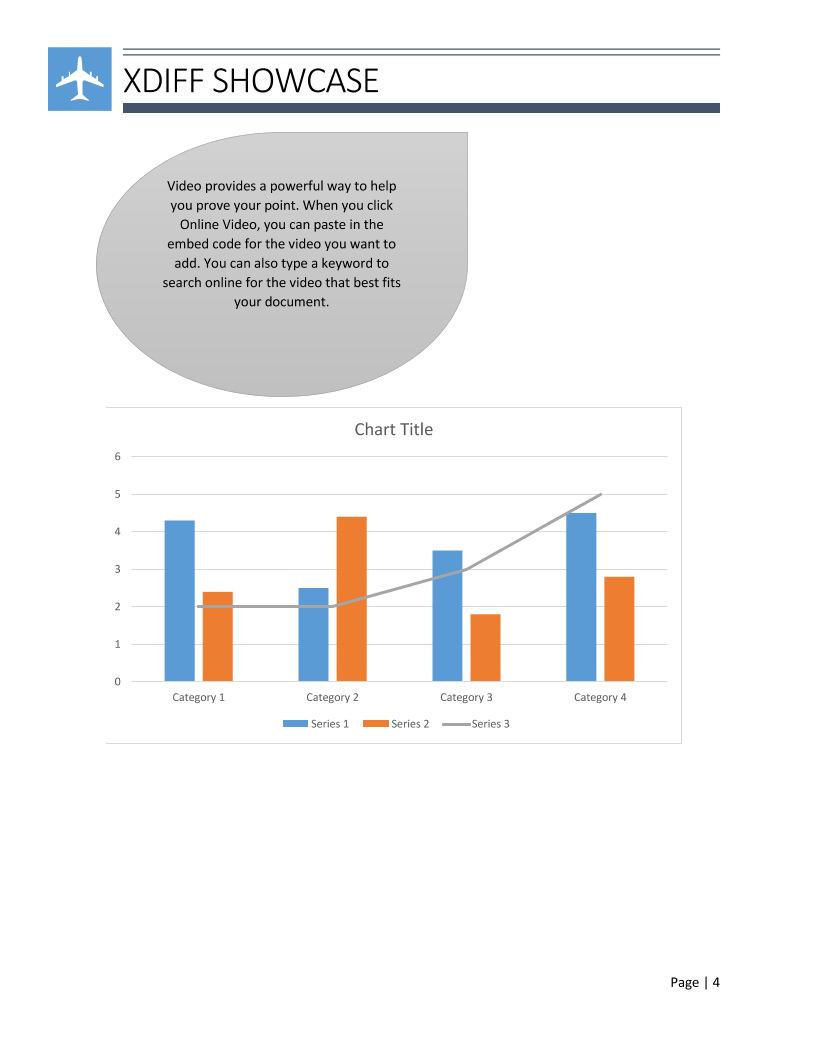 XDIFF SHOWCASE
Video provides a powerful way to help
you prove your point. When you click
Online Video, you can paste in the
embed code for the video you want to
add. You can also type a keyword to
search online for the video that best fits
your document.
Chart Title
6
5
4
3
2
1
0
Category 1 Category 2 Category 3 Category 4
Series 1 Series 2 Series 3
Page | 4